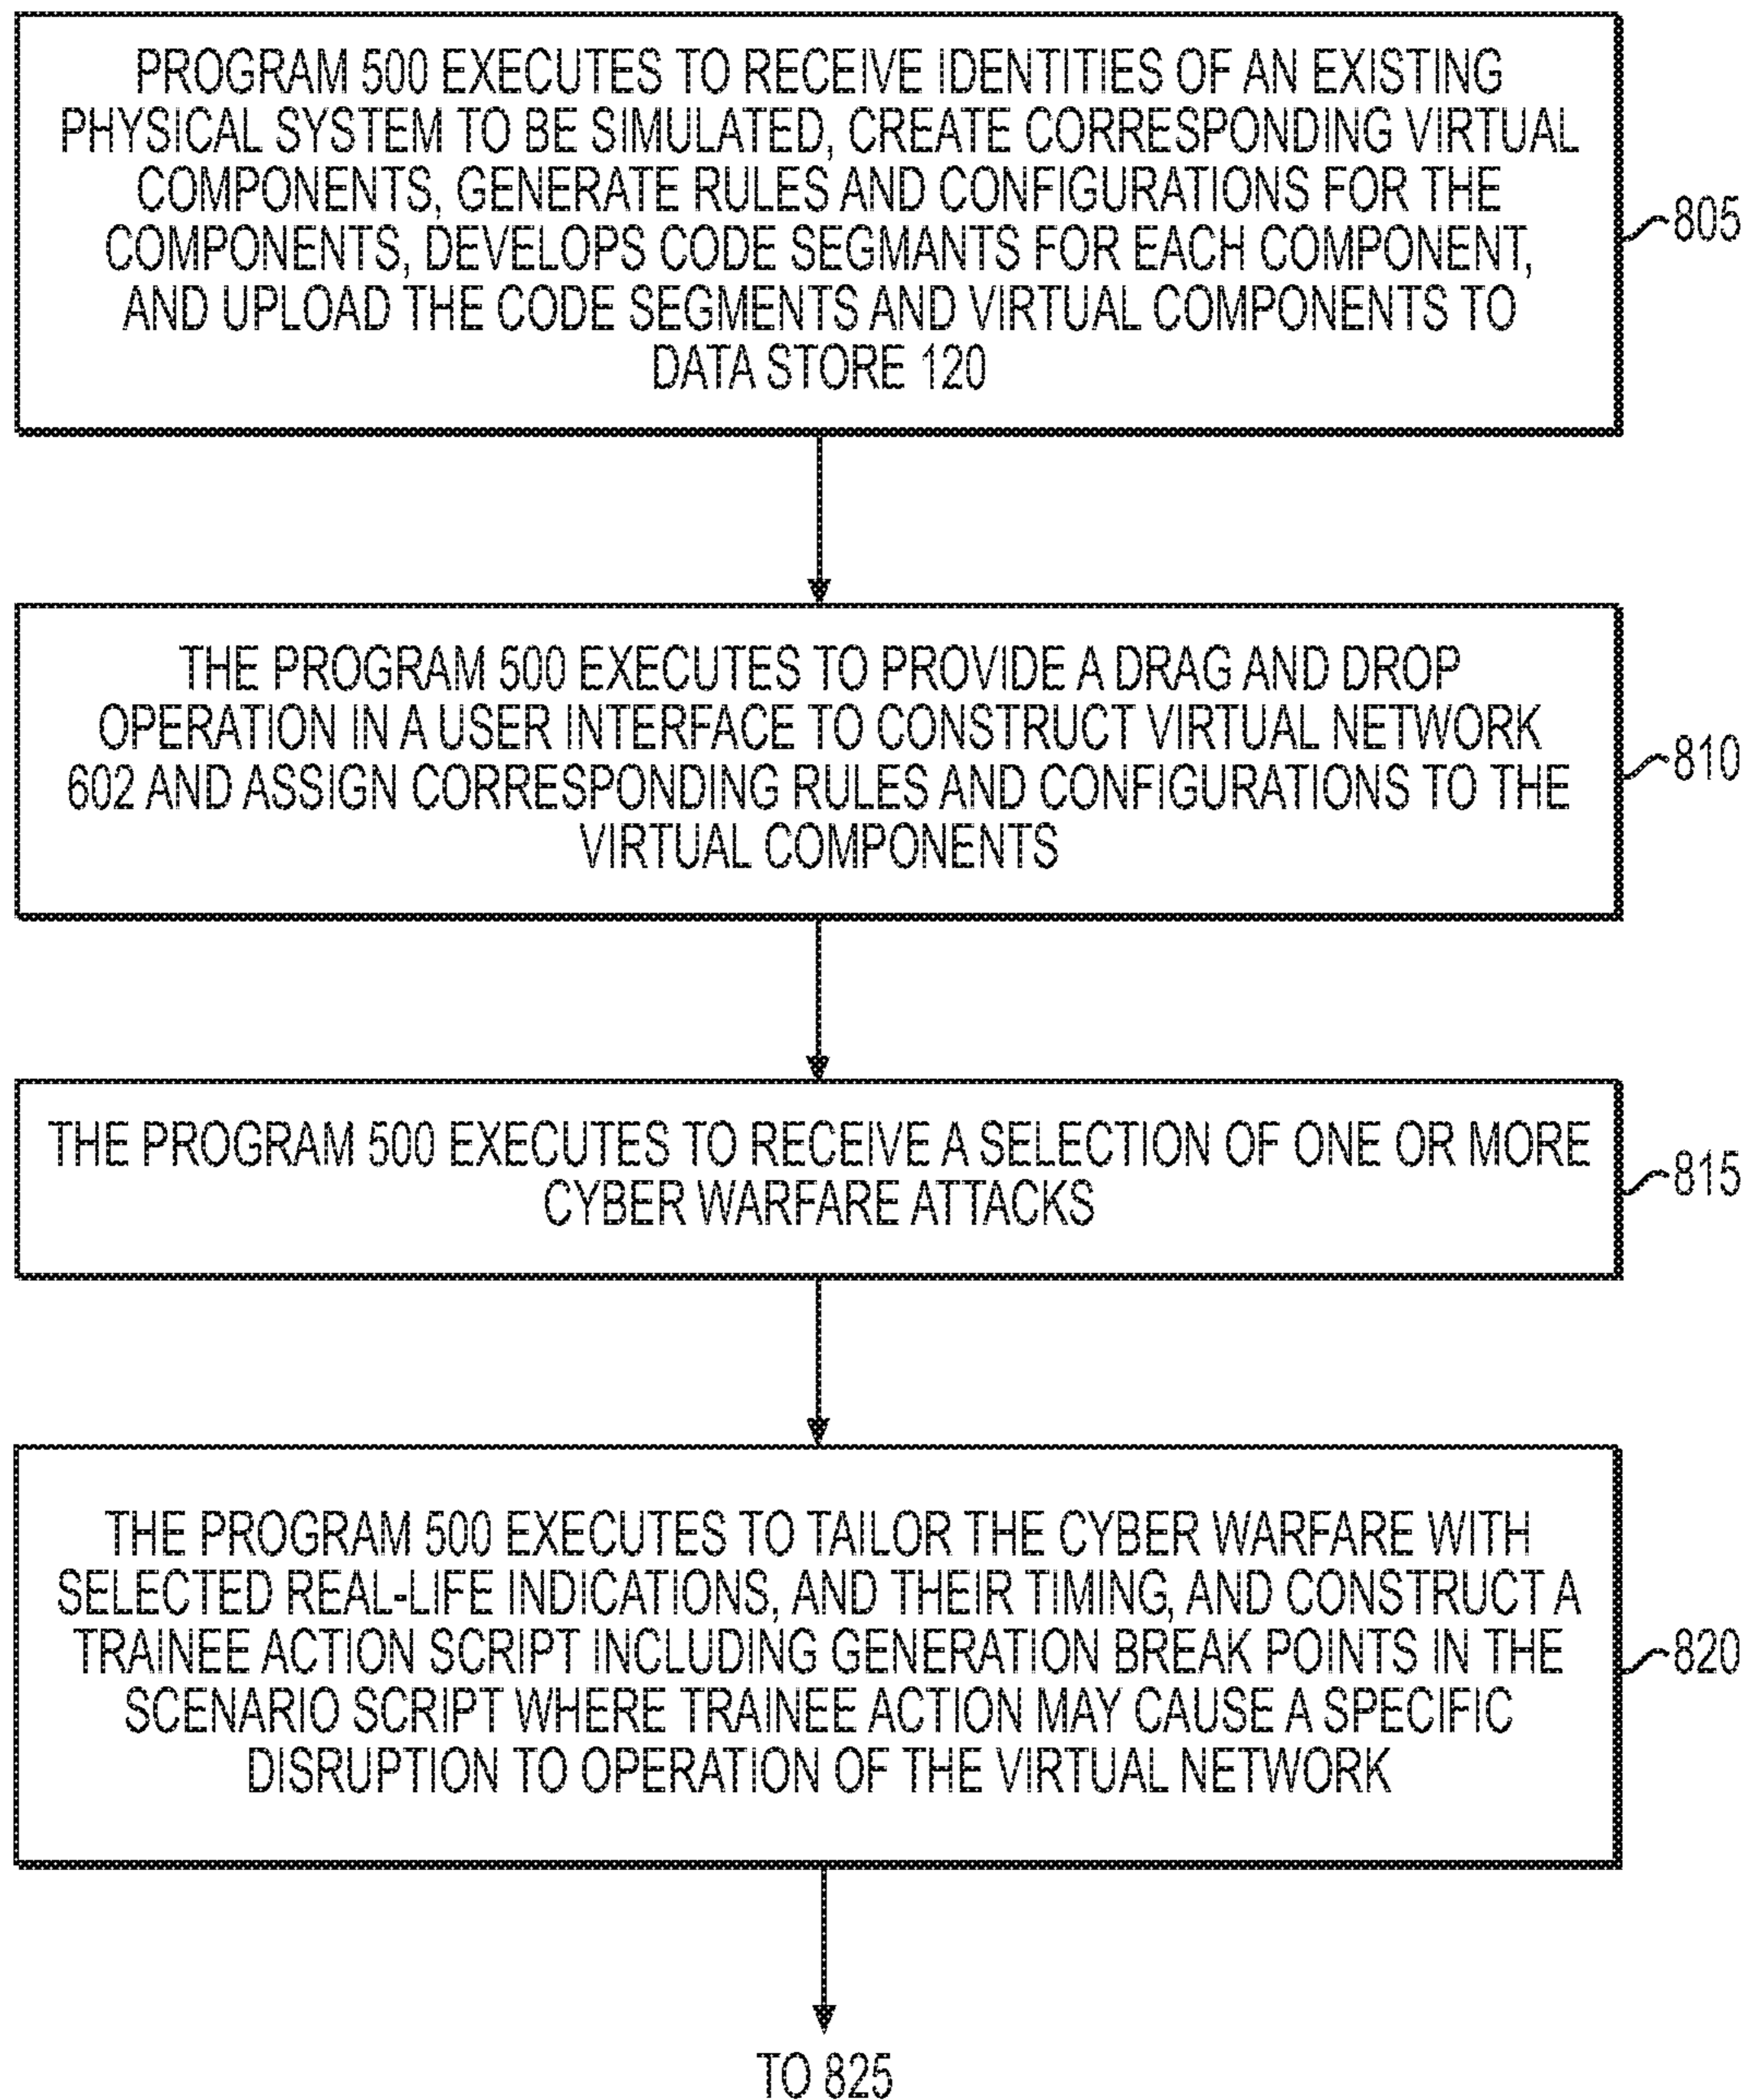 PROGRAM 500 EXECUTES TO RECEIVE IDENTITIES OF AN EXISTING
PHYSICAL SYSTEM TO BE SIMULATED, CREATE CORRESPONDING VIRTUAL
COMPONENTS, GENERATE RULES AND CONFIGURATIONS FOR THE
COMPONENTS, DEVELOPS CODE SEGMANTS FOR EACH COMPONENT,
AND UPLOAD THE CODE SEGMENTS AND VIRTUAL COMPONENTS TO
DATA STORE 120
805
THE PROGRAM 500 EXECUTES TO PROVIDE A DRAG AND DROP
OPERATION IN A USER INTERFACE TO CONSTRUCT VIRTUAL NETWORK
602 AND ASSIGN CORRESPONDING RULES AND CONFIGURATIONS TO THE
VIRTUAL COMPONENTS
810
THE PROGRAM 500 EXECUTES TO RECEIVE A SELECTION OF ONE OR MORE
CYBER WARFARE ATTACKS
815
THE PROGRAM 500 EXECUTES TO TAILOR THE CYBER WARFARE WITH
SELECTED REAL-LIFE INDICATIONS, AND THEIR TIMING, AND CONSTRUCT A
TRAINEE ACTION SCRIPT INCLUDING GENERATION BREAK POINTS IN THE
SCENARIO SCRIPT WHERE TRAINEE ACTION MAY CAUSE A SPECIFIC
DISRUPTION TO OPERATION OF THE VIRTUAL NETWORK
820
TO 825